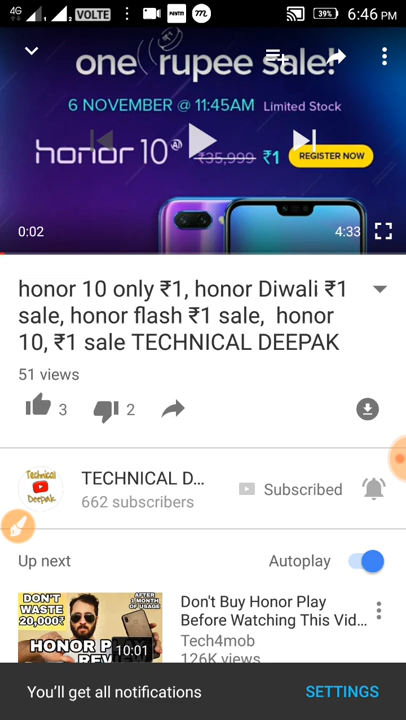 4G VOLTE Paytm 39% 6:46 PM
one rupee sale!
6 NOVEMBER @ 11:45AM Limited Stock
honor 10 AI ₹35,999 ₹1 REGISTER NOW
0:02 4:33
honor 10 only ₹1, honor Diwali ₹1
sale, honor flash ₹1 sale, honor
10, ₹1 sale TECHNICAL DEEPAK
51 views
3 2
Technical
Deepak
TECHNICAL D...
662 subscribers
Subscribed
Up next Autoplay
DON'T
WASTE
20,000?
AFTER
1 MONTH
OF USAGE
HONOR P
REV
10:01
Don't Buy Honor Play
Before Watching This Vid...
Tech4mob
126K views
You'll get all notifications SETTINGS